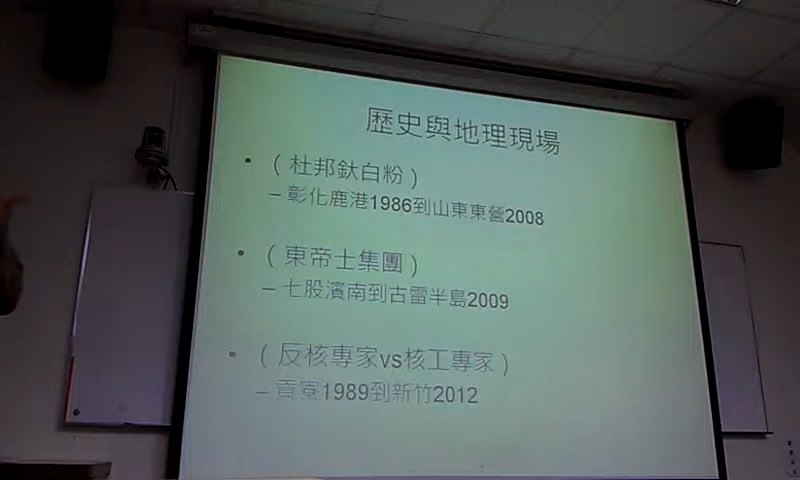 歷史與地理現場
• （杜邦鈦白粉）
– 彰化鹿港1986到山東東營2008
• （東帝士集團）
– 七股濱南到古雷半島2009
• （反核專家vs核工專家）
– 貢寮1989到新竹2012